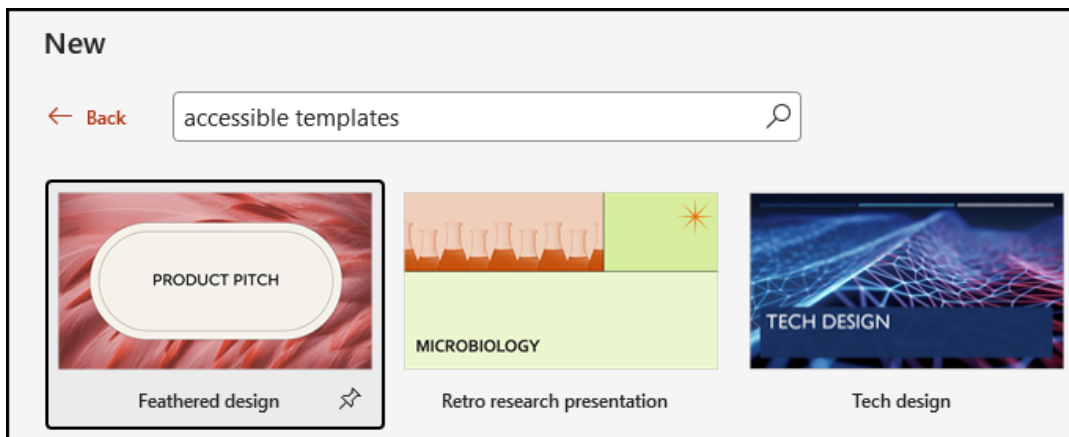 New
Back
accessible templates
PRODUCT PITCH
MICROBIOLOGY
TECH DESIGN
Feathered design
Retro research presentation
Tech design